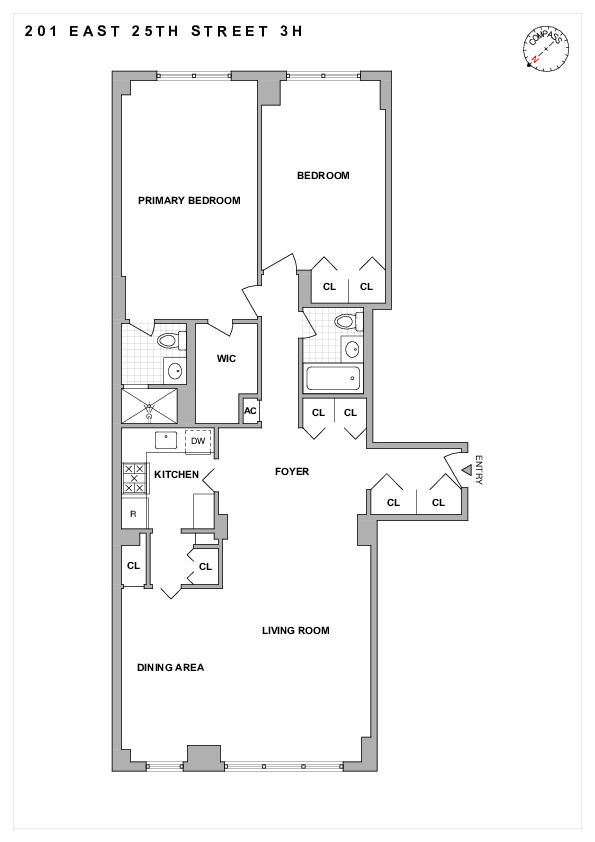 201 EAST 25TH STREET 3H
COMPASS
N
BEDROOM
PRIMARY BEDROOM
CL
CL
WIC
AC
CL
CL
DW
KITCHEN
FOYER
ENTRY
CL
CL
R
CL
CL
LIVING ROOM
DINING AREA